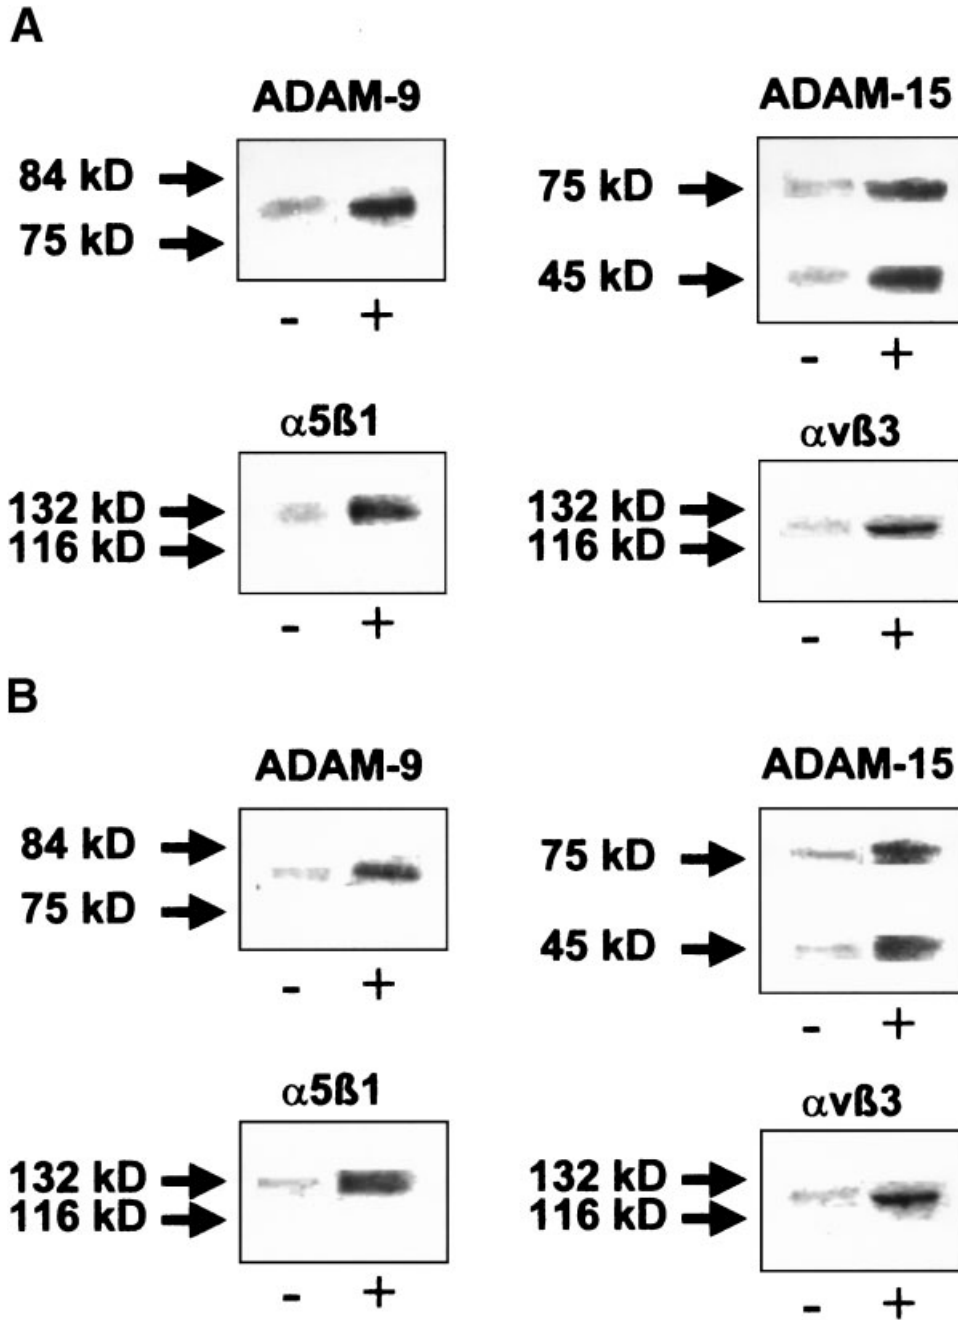 A
ADAM-9
84 kD
75 kD
- +
ADAM-15
75 kD
45 kD
- +
α5ß1
132 kD
116 kD
- +
αvß3
132 kD
116 kD
- +
B
ADAM-9
84 kD
75 kD
- +
ADAM-15
75 kD
45 kD
- +
α5ß1
132 kD
116 kD
- +
αvß3
132 kD
116 kD
- +